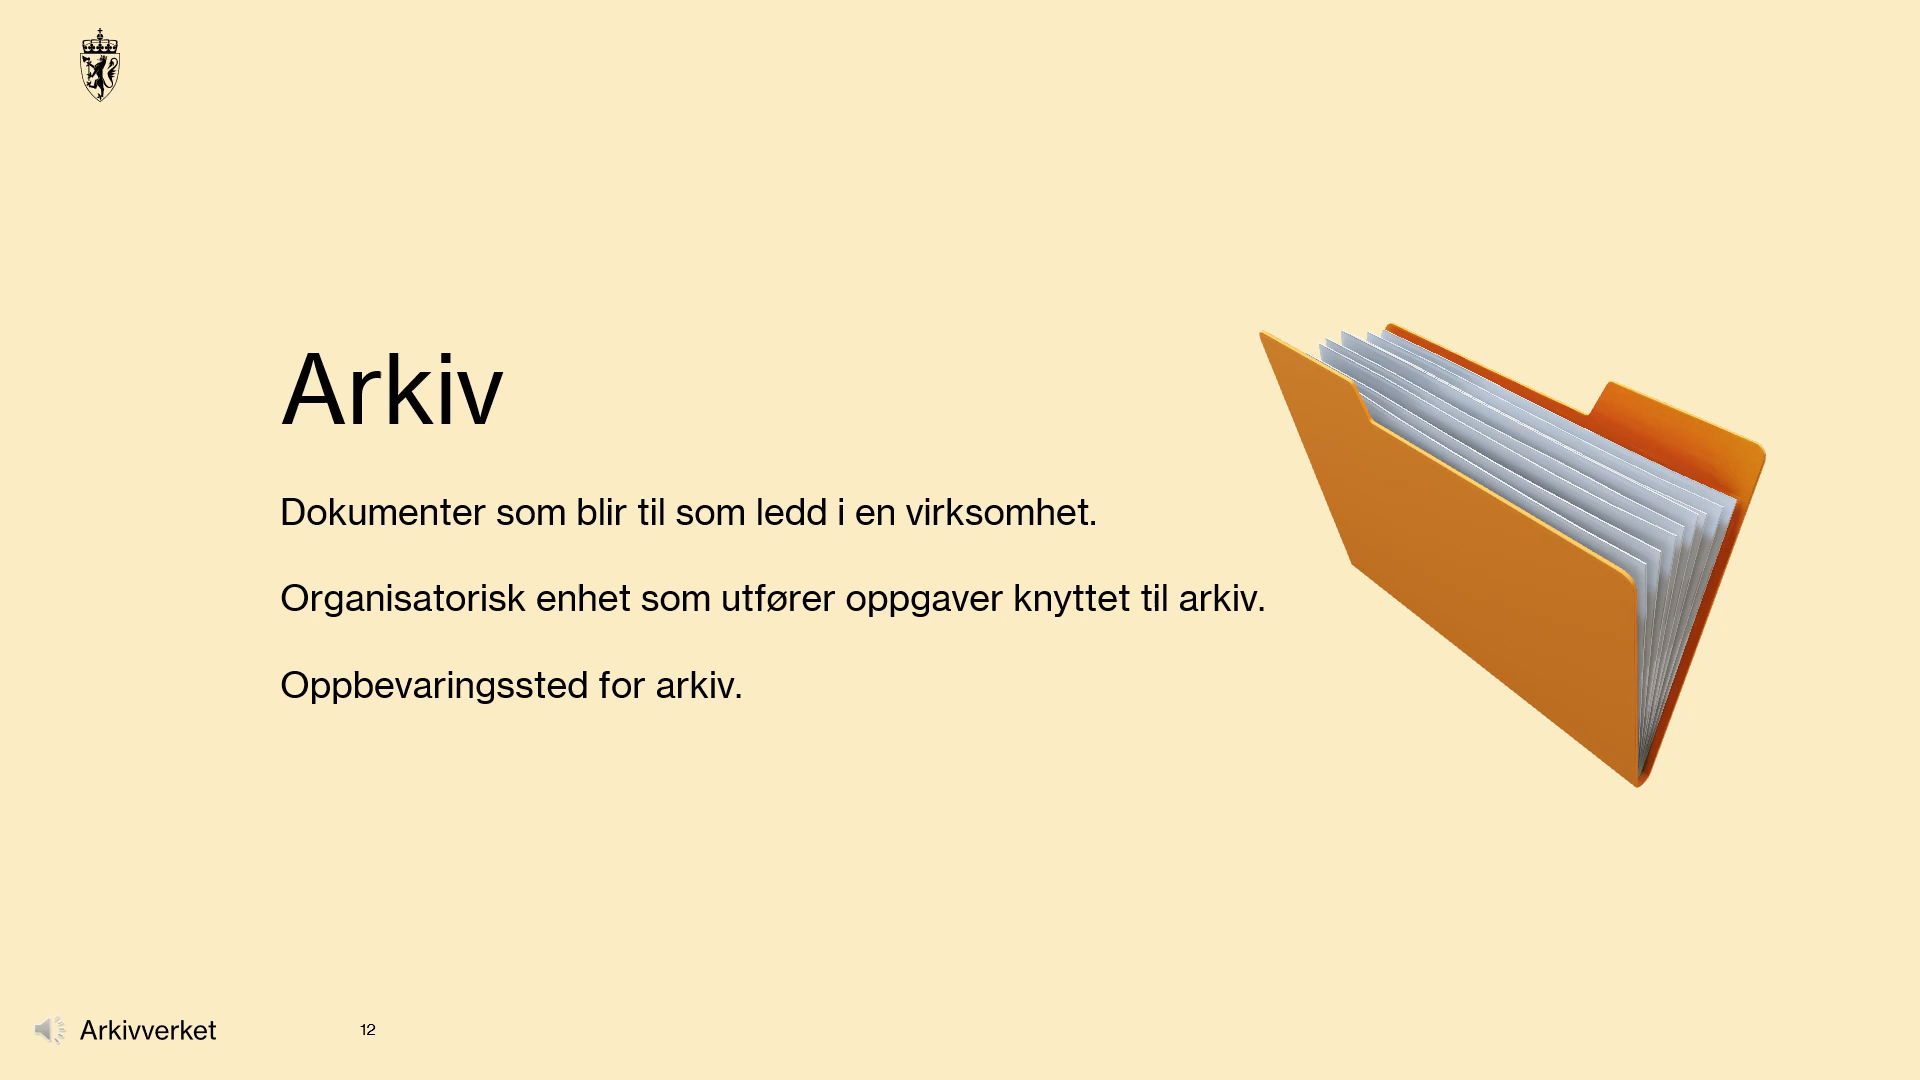 Arkiv
Dokumenter som blir til som ledd i en virksomhet.
Organisatorisk enhet som utfører oppgaver knyttet til arkiv.
Oppbevaringssted for arkiv.
Arkivverket
12